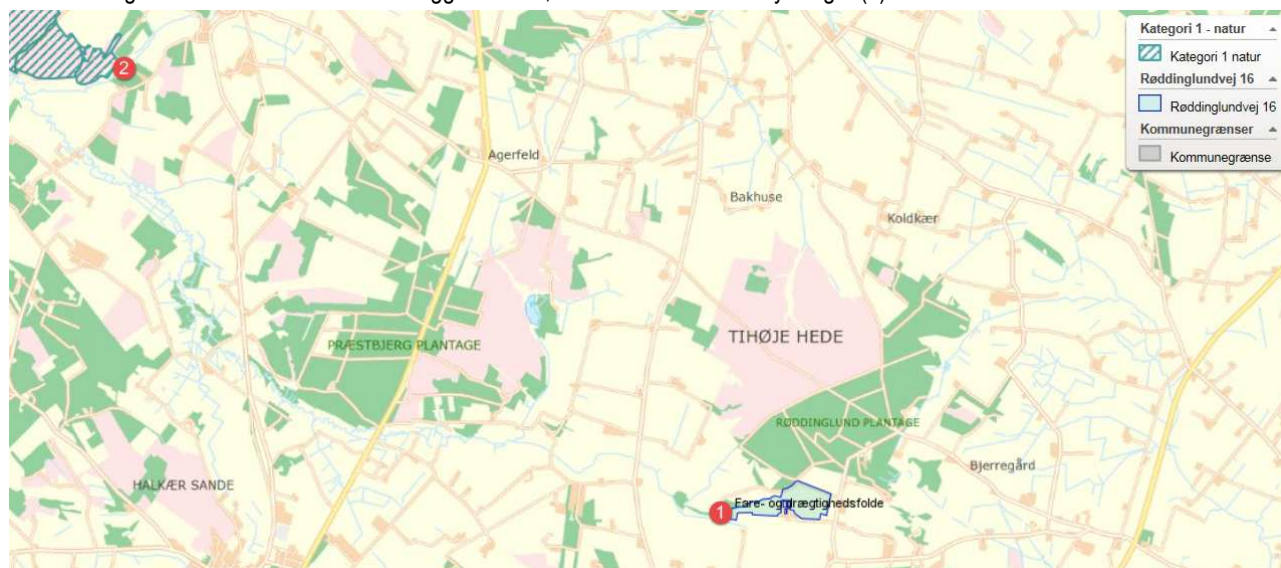 Kategori 1 - natur
Kategori 1 natur
Røddinglundvej 16
Røddinglundvej 16
Kommunegrænser
Kommunegrænse
2
Agerfeld
Bakhuse
Koldkær
TIHØJE HEDE
PRÆSTBJERG PLANTAGE
RØDDINGLUND PLANTAGE
Bjerregård
HALKÆR SANDE
Fare- og drægtighedsfolde
1